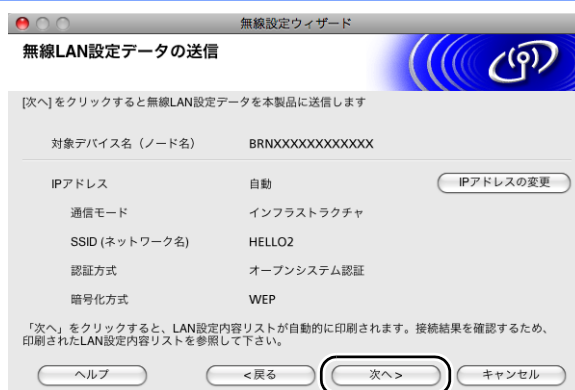 無線設定ウィザード
無線LAN設定データの送信
[次へ] をクリックすると無線LAN設定データを本製品に送信します
対象デバイス名（ノード名） BRNXXXXXXXXXXXX
IPアドレス 自動 IPアドレスの変更
通信モード インフラストラクチャ
SSID (ネットワーク名) HELLO2
認証方式 オープンシステム認証
暗号化方式 WEP
「次へ」をクリックすると、LAN設定内容リストが自動的に印刷されます。接続結果を確認するため、
印刷されたLAN設定内容リストを参照して下さい。
ヘルプ <戻る 次へ> キャンセル